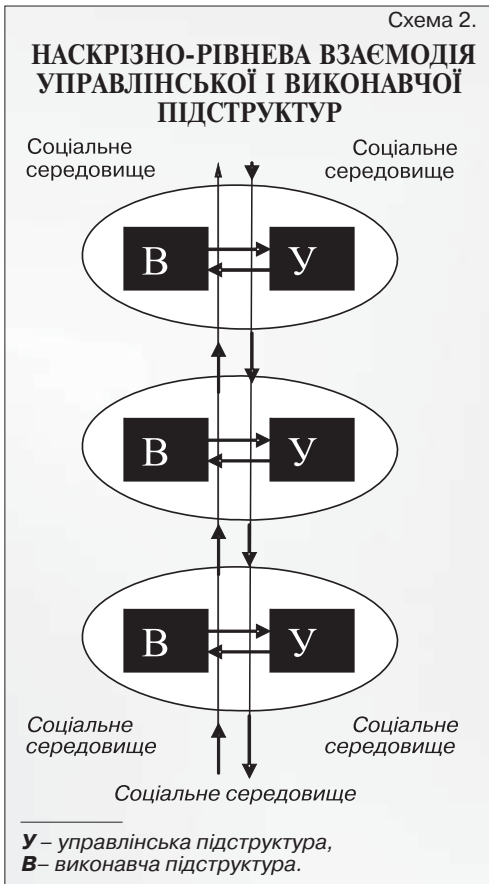 Схема 2.
НАСКРІЗНО-РІВНЕВА ВЗАЄМОДІЯ
УПРАВЛІНСЬКОЇ І ВИКОНАВЧОЇ
ПІДСТРУКТУР
Соціальне
середовище
Соціальне
середовище
В
У
В
У
В
У
Соціальне
середовище
Соціальне
середовище
Соціальне середовище
У – управлінська підструктура,
В– виконавча підструктура.